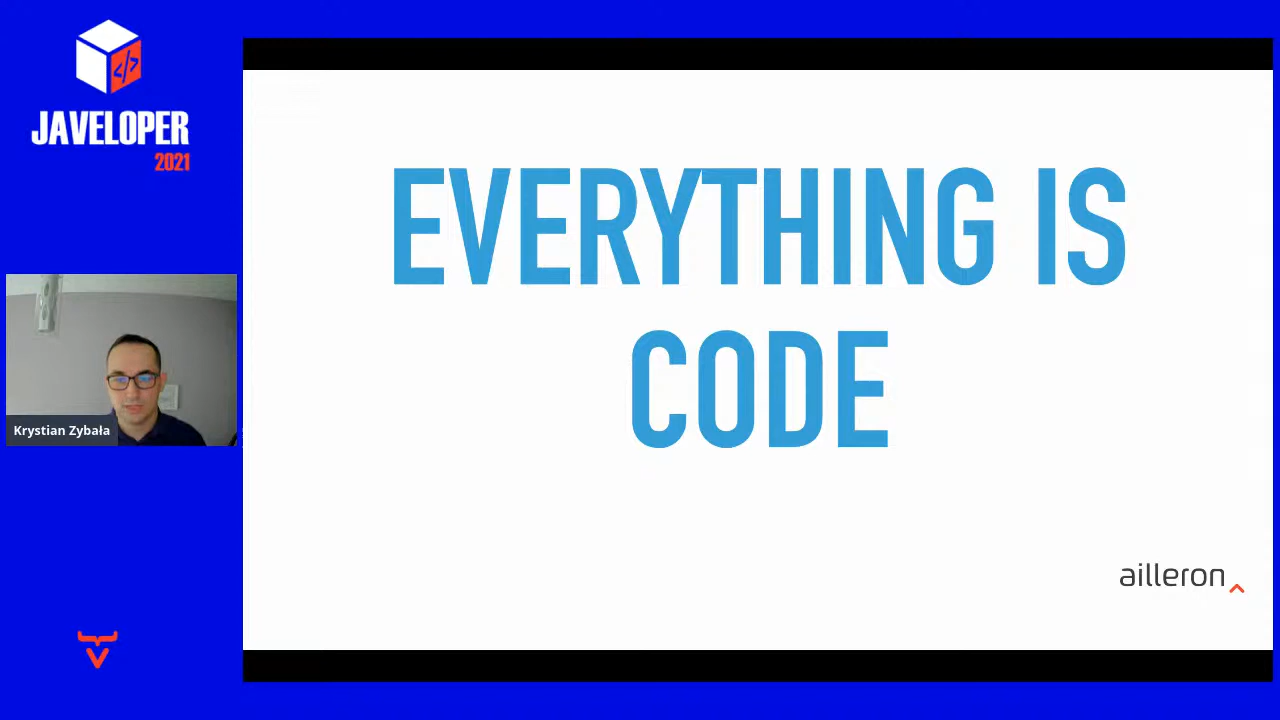 </>
JAVELOPER
2021
Krystian Zybała
EVERYTHING IS
CODE
ailleron